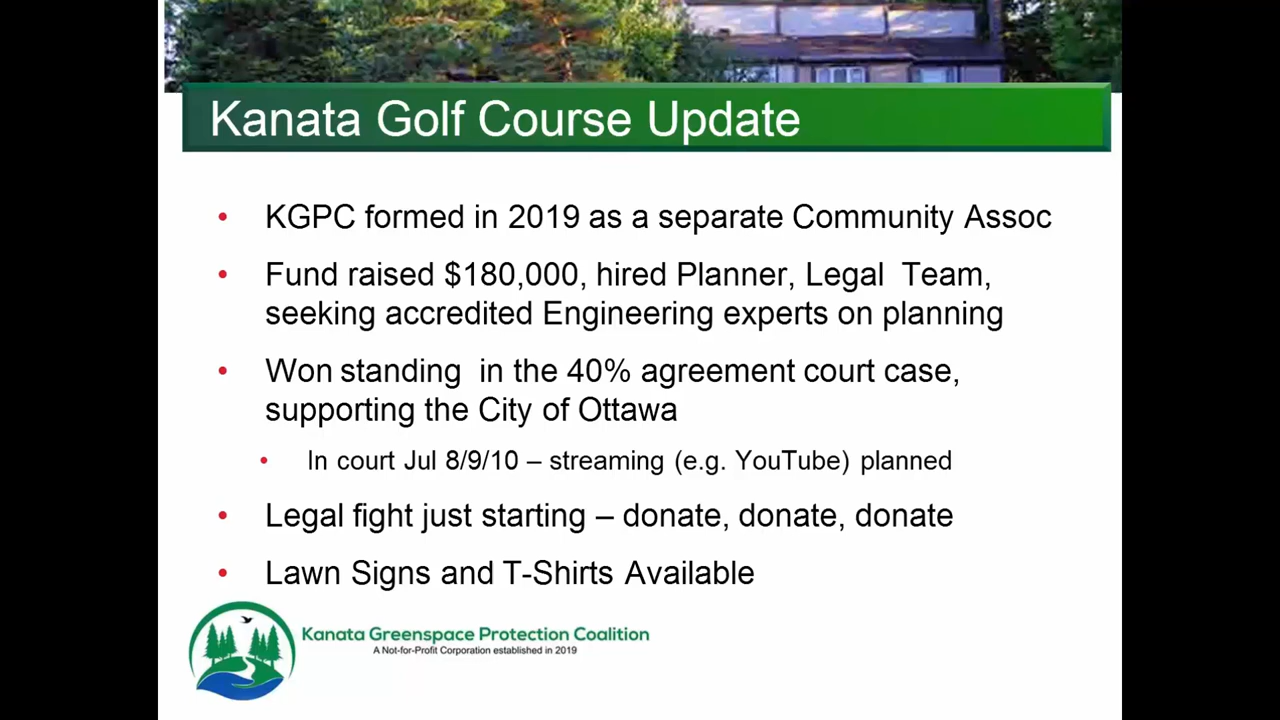 Kanata Golf Course Update
• KGPC formed in 2019 as a separate Community Assoc
• Fund raised $180,000, hired Planner, Legal Team,
seeking accredited Engineering experts on planning
• Won standing in the 40% agreement court case,
supporting the City of Ottawa
• In court Jul 8/9/10 – streaming (e.g. YouTube) planned
• Legal fight just starting – donate, donate, donate
• Lawn Signs and T-Shirts Available
Kanata Greenspace Protection Coalition
A Not-for-Profit Corporation established in 2019